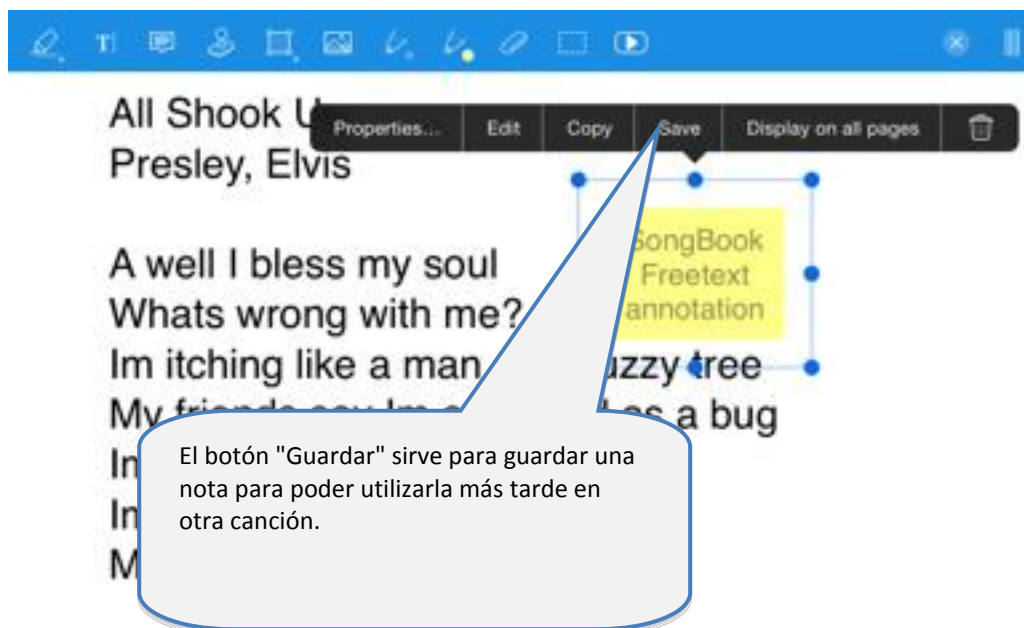 All Shook
Properties... Edit Copy Save Display on all pages
Presley, Elvis
SongBook
Freetext
annotation
A well I bless my soul
Whats wrong with me?
Im itching like a man tree
My as a bug
El botón "Guardar" sirve para guardar una
nota para poder utilizarla más tarde en
otra canción.